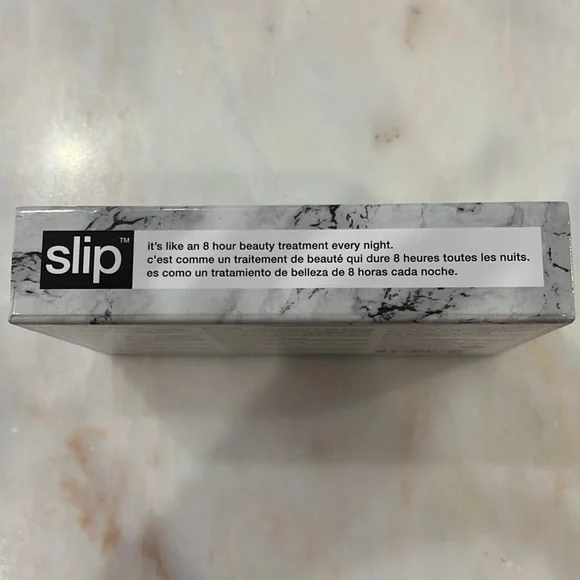 slip™
it's like an 8 hour beauty treatment every night.
c'est comme un traitement de beauté qui dure 8 heures toutes les nuits.
es como un tratamiento de belleza de 8 horas cada noche.